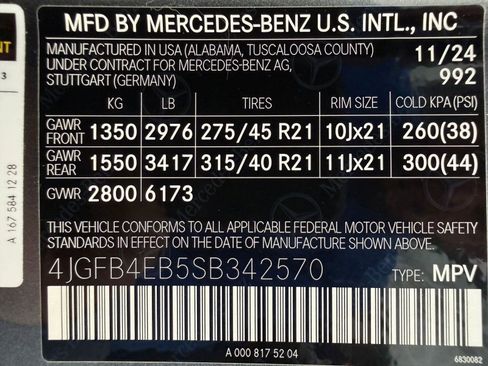 MFD BY MERCEDES-BENZ U.S. INTL., INC
MANUFACTURED IN USA (ALABAMA, TUSCALOOSA COUNTY) 11/24
UNDER CONTRACT FOR MERCEDES-BENZ AG, 992
STUTTGART (GERMANY)
KG LB TIRES RIM SIZE COLD KPA (PSI)
GAWR FRONT 1350 2976 275/45 R21 10Jx21 260(38)
GAWR REAR 1550 3417 315/40 R21 11Jx21 300(44)
GVWR 2800 6173
THIS VEHICLE CONFORMS TO ALL APPLICABLE FEDERAL MOTOR VEHICLE
SAFETY STANDARDS IN EFFECT ON THE DATE OF MANUFACTURE SHOWN ABOVE.
4JGFB4EB5SB342570 TYPE: MPV
A 000 817 52 04
6830082
A 167 584 12 28